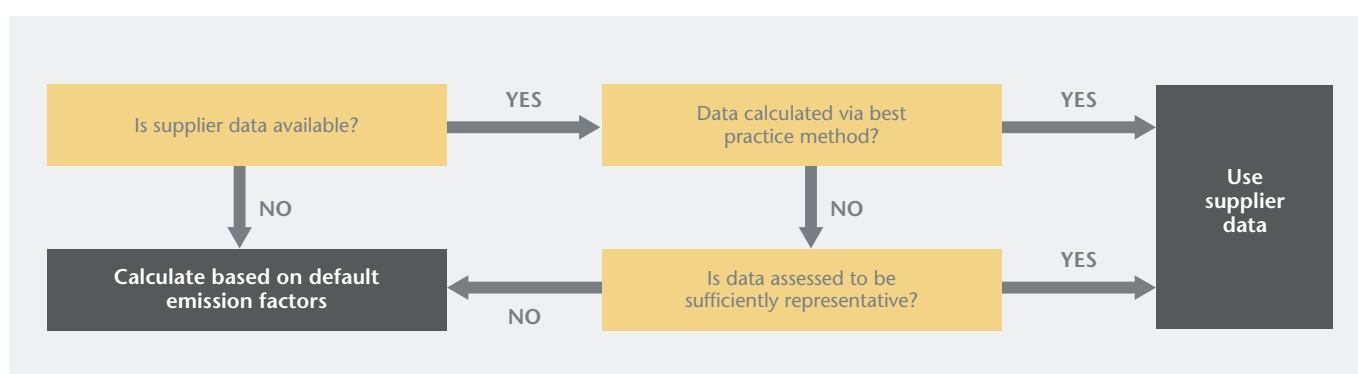 YES
YES
Is supplier data available?
Data calculated via best
practice method?
Use
supplier
data
NO
NO
Calculate based on default
emission factors
NO
Is data assessed to be
sufficiently representative?
YES